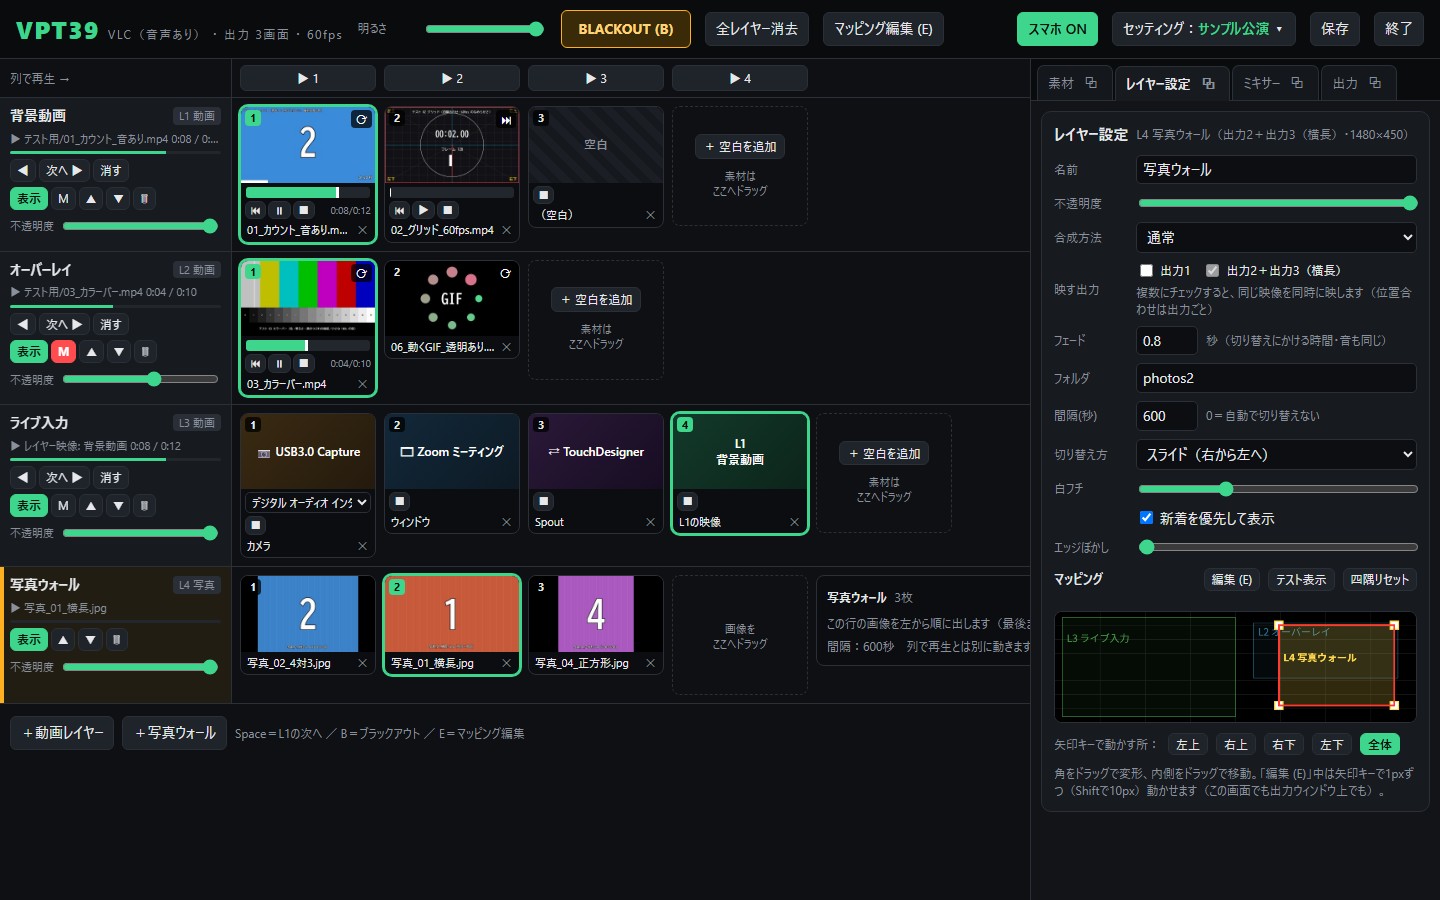 VPT39 VLC（音声あり）・出力 3画面・60fps 明るさ BLACKOUT (B) 全レイヤー消去 マッピング編集 (E) スマホ ON セッティング：サンプル公演 ▼ 保存 終了
列で再生 → ▶ 1 ▶ 2 ▶ 3 ▶ 4
素材 レイヤー設定 ミキサー 出力
背景動画 L1 動画
▶ テスト用/01_カウント_音あり.mp4 0:08 / 0:...
◀ 次へ ▶ 消す
表示 M ▲ ▼
不透明度
1 2
0:08/0:12
01_カウント_音あり.m... ×
2 00:02.00
02_グリッド_60fps.mp4 ×
3 空白
（空白） ×
＋ 空白を追加
素材は
ここへドラッグ
オーバーレイ L2 動画
▶ テスト用/03_カラーバー.mp4 0:04 / 0:10
◀ 次へ ▶ 消す
表示 M ▲ ▼
不透明度
1
0:04/0:10
03_カラーバー.mp4 ×
2 GIF
06_動くGIF_透明あり.... ×
＋ 空白を追加
素材は
ここへドラッグ
ライブ入力 L3 動画
▶ レイヤー映像: 背景動画 0:08 / 0:12
◀ 次へ ▶ 消す
表示 M ▲ ▼
不透明度
1 USB3.0 Capture
デジタル オーディオ インタ
カメラ ×
2 Zoom ミーティング
ウィンドウ ×
3 ⇄ TouchDesigner
Spout ×
4 L1
背景動画
L1の映像 ×
＋ 空白を追加
素材は
ここへドラッグ
写真ウォール L4 写真
▶ 写真_01_横長.jpg
表示 ▲ ▼
不透明度
1 2
写真_02_4対3.jpg ×
2 1
写真_01_横長.jpg ×
3 4
写真_04_正方形.jpg ×
画像を
ここへドラッグ
写真ウォール 3枚
この行の画像を左から順に出します（最後ま
間隔：600秒 列で再生とは別に動きます
＋動画レイヤー ＋写真ウォール Space＝L1の次へ ／ B＝ブラックアウト ／ E＝マッピング編集
レイヤー設定 L4 写真ウォール（出力2＋出力3（横長）・1480×450）
名前 写真ウォール
不透明度
合成方法 通常
映す出力 出力1 出力2＋出力3（横長）
複数にチェックすると、同じ映像を同時に映します（位置合
わせは出力ごと）
フェード 0.8 秒（切り替えにかける時間・音も同じ）
フォルダ photos2
間隔(秒) 600 0＝自動で切り替えない
切り替え方 スライド（右から左へ）
白フチ
新着を優先して表示
エッジぼかし
マッピング 編集 (E) テスト表示 四隅リセット
L3 ライブ入力 L2 オーバーレイ
L4 写真ウォール
矢印キーで動かす所： 左上 右上 右下 左下 全体
角をドラッグで変形、内側をドラッグで移動。「編集 (E)」中は矢印キーで1pxず
つ（Shiftで10px）動かせます（この画面でも出力ウィンドウ上でも）。